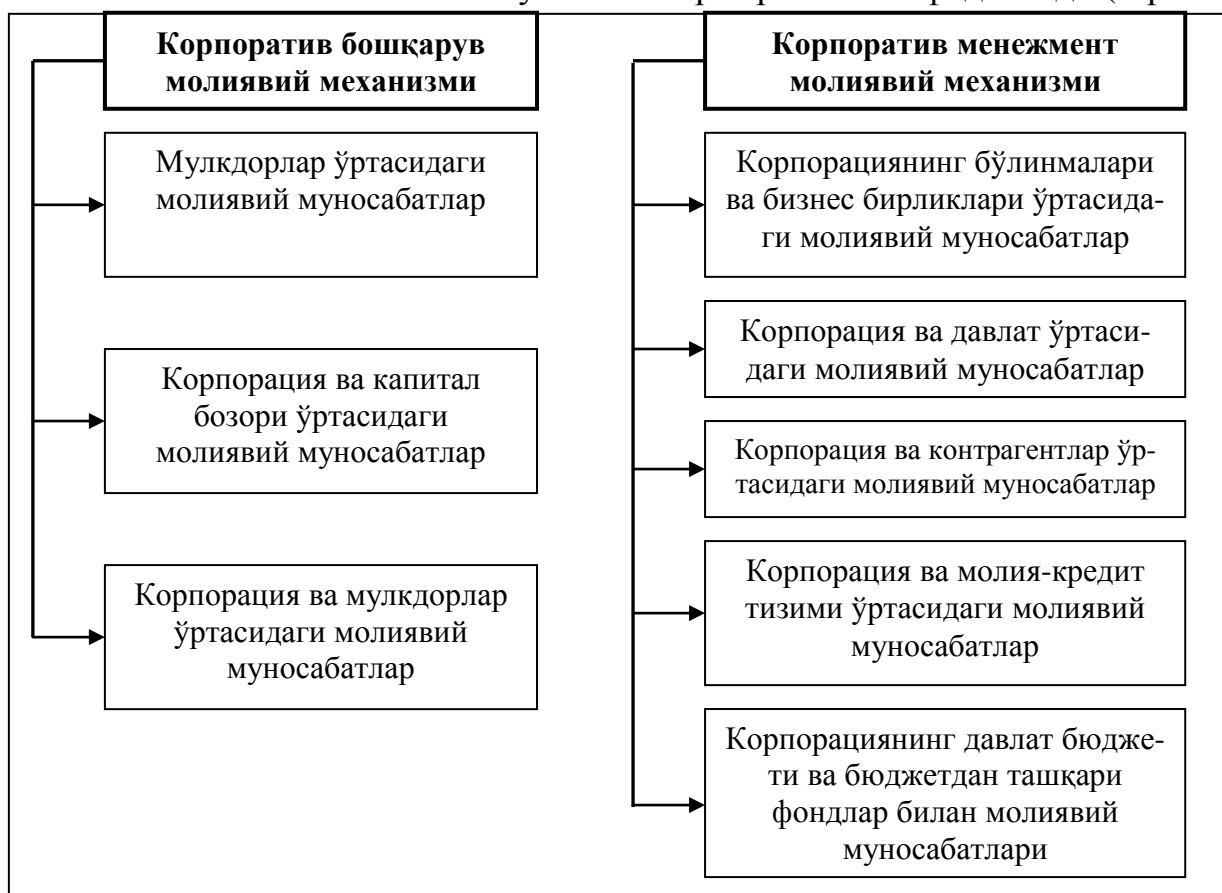 Корпоратив бошқарув
молиявий механизми
Мулкдорлар ўртасидаги
молиявий муносабатлар
Корпорация ва капитал
бозори ўртасидаги
молиявий муносабатлар
Корпорация ва мулкдорлар
ўртасидаги молиявий
муносабатлар
Корпоратив менежмент
молиявий механизми
Корпорациянинг бўлинмалари
ва бизнес бирликлари ўртасида-
ги молиявий муносабатлар
Корпорация ва давлат ўртаси-
даги молиявий муносабатлар
Корпорация ва контрагентлар ўр-
тасидаги молиявий муносабатлар
Корпорация ва молия-кредит
тизими ўртасидаги молиявий
муносабатлар
Корпорациянинг давлат бюдже-
ти ва бюджетдан ташқари
фондлар билан молиявий
муносабатлари